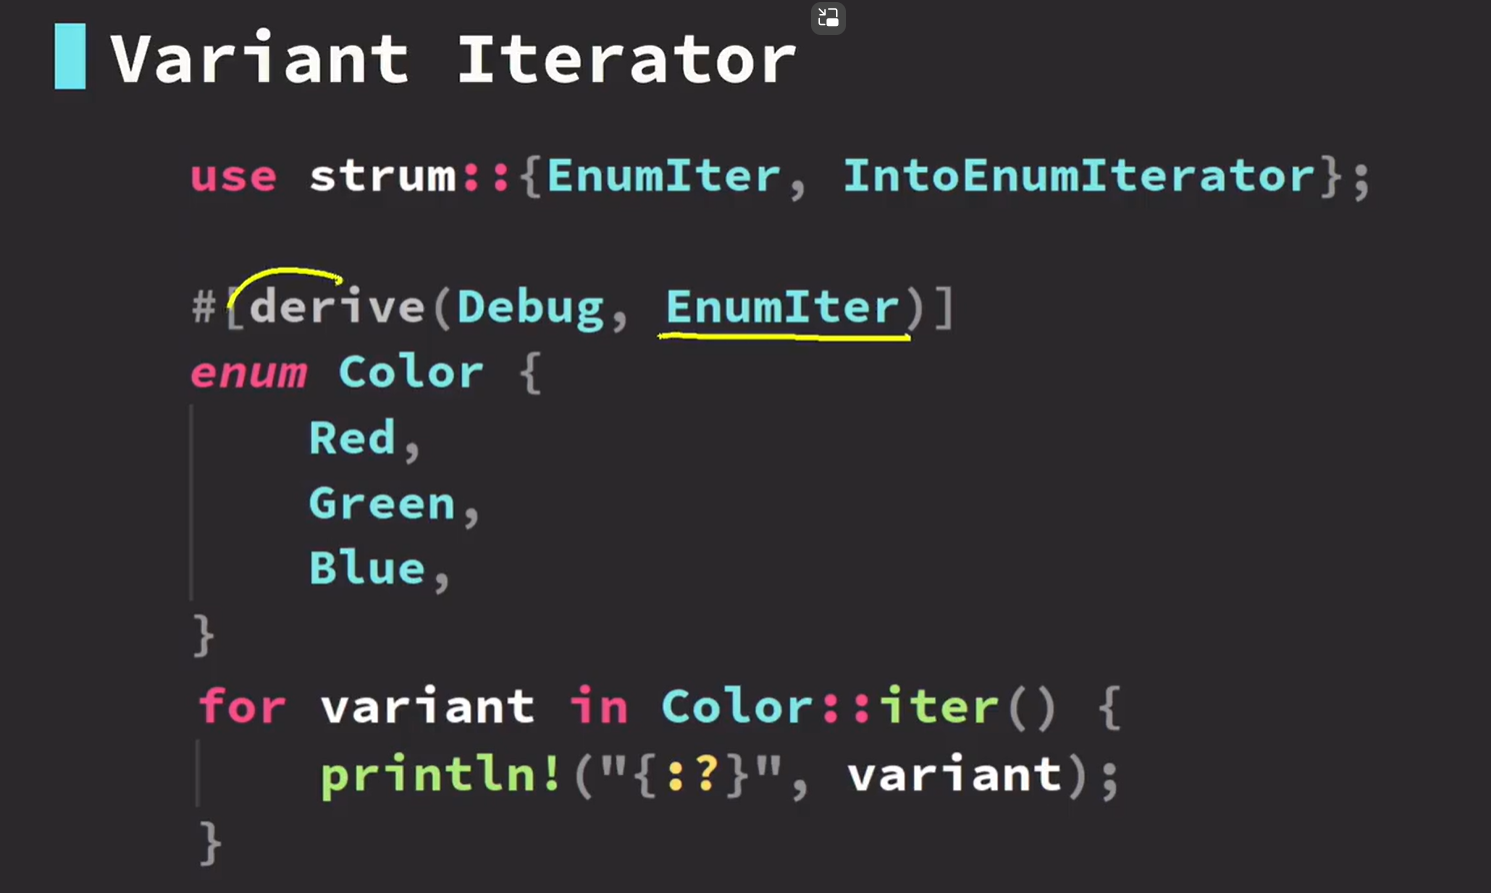 Variant Iterator
use strum::{EnumIter, IntoEnumIterator};
#[derive(Debug, EnumIter)]
enum Color {
Red,
Green,
Blue,
}
for variant in Color::iter() {
println!("{:?}", variant);
}